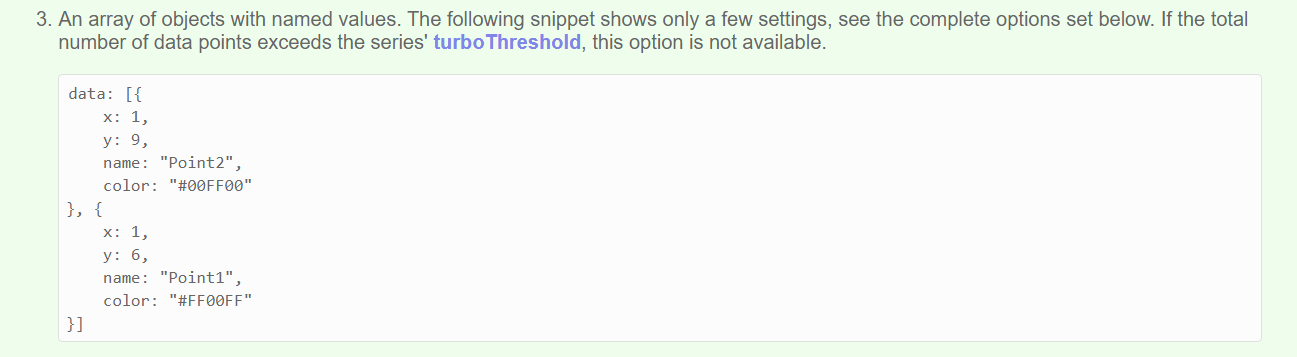 3. An array of objects with named values. The following snippet shows only a few settings, see the complete options set below. If the total
number of data points exceeds the series' turboThreshold, this option is not available.
data: [{
    x: 1,
    y: 9,
    name: "Point2",
    color: "#00FF00"
}, {
    x: 1,
    y: 6,
    name: "Point1",
    color: "#FF00FF"
}]